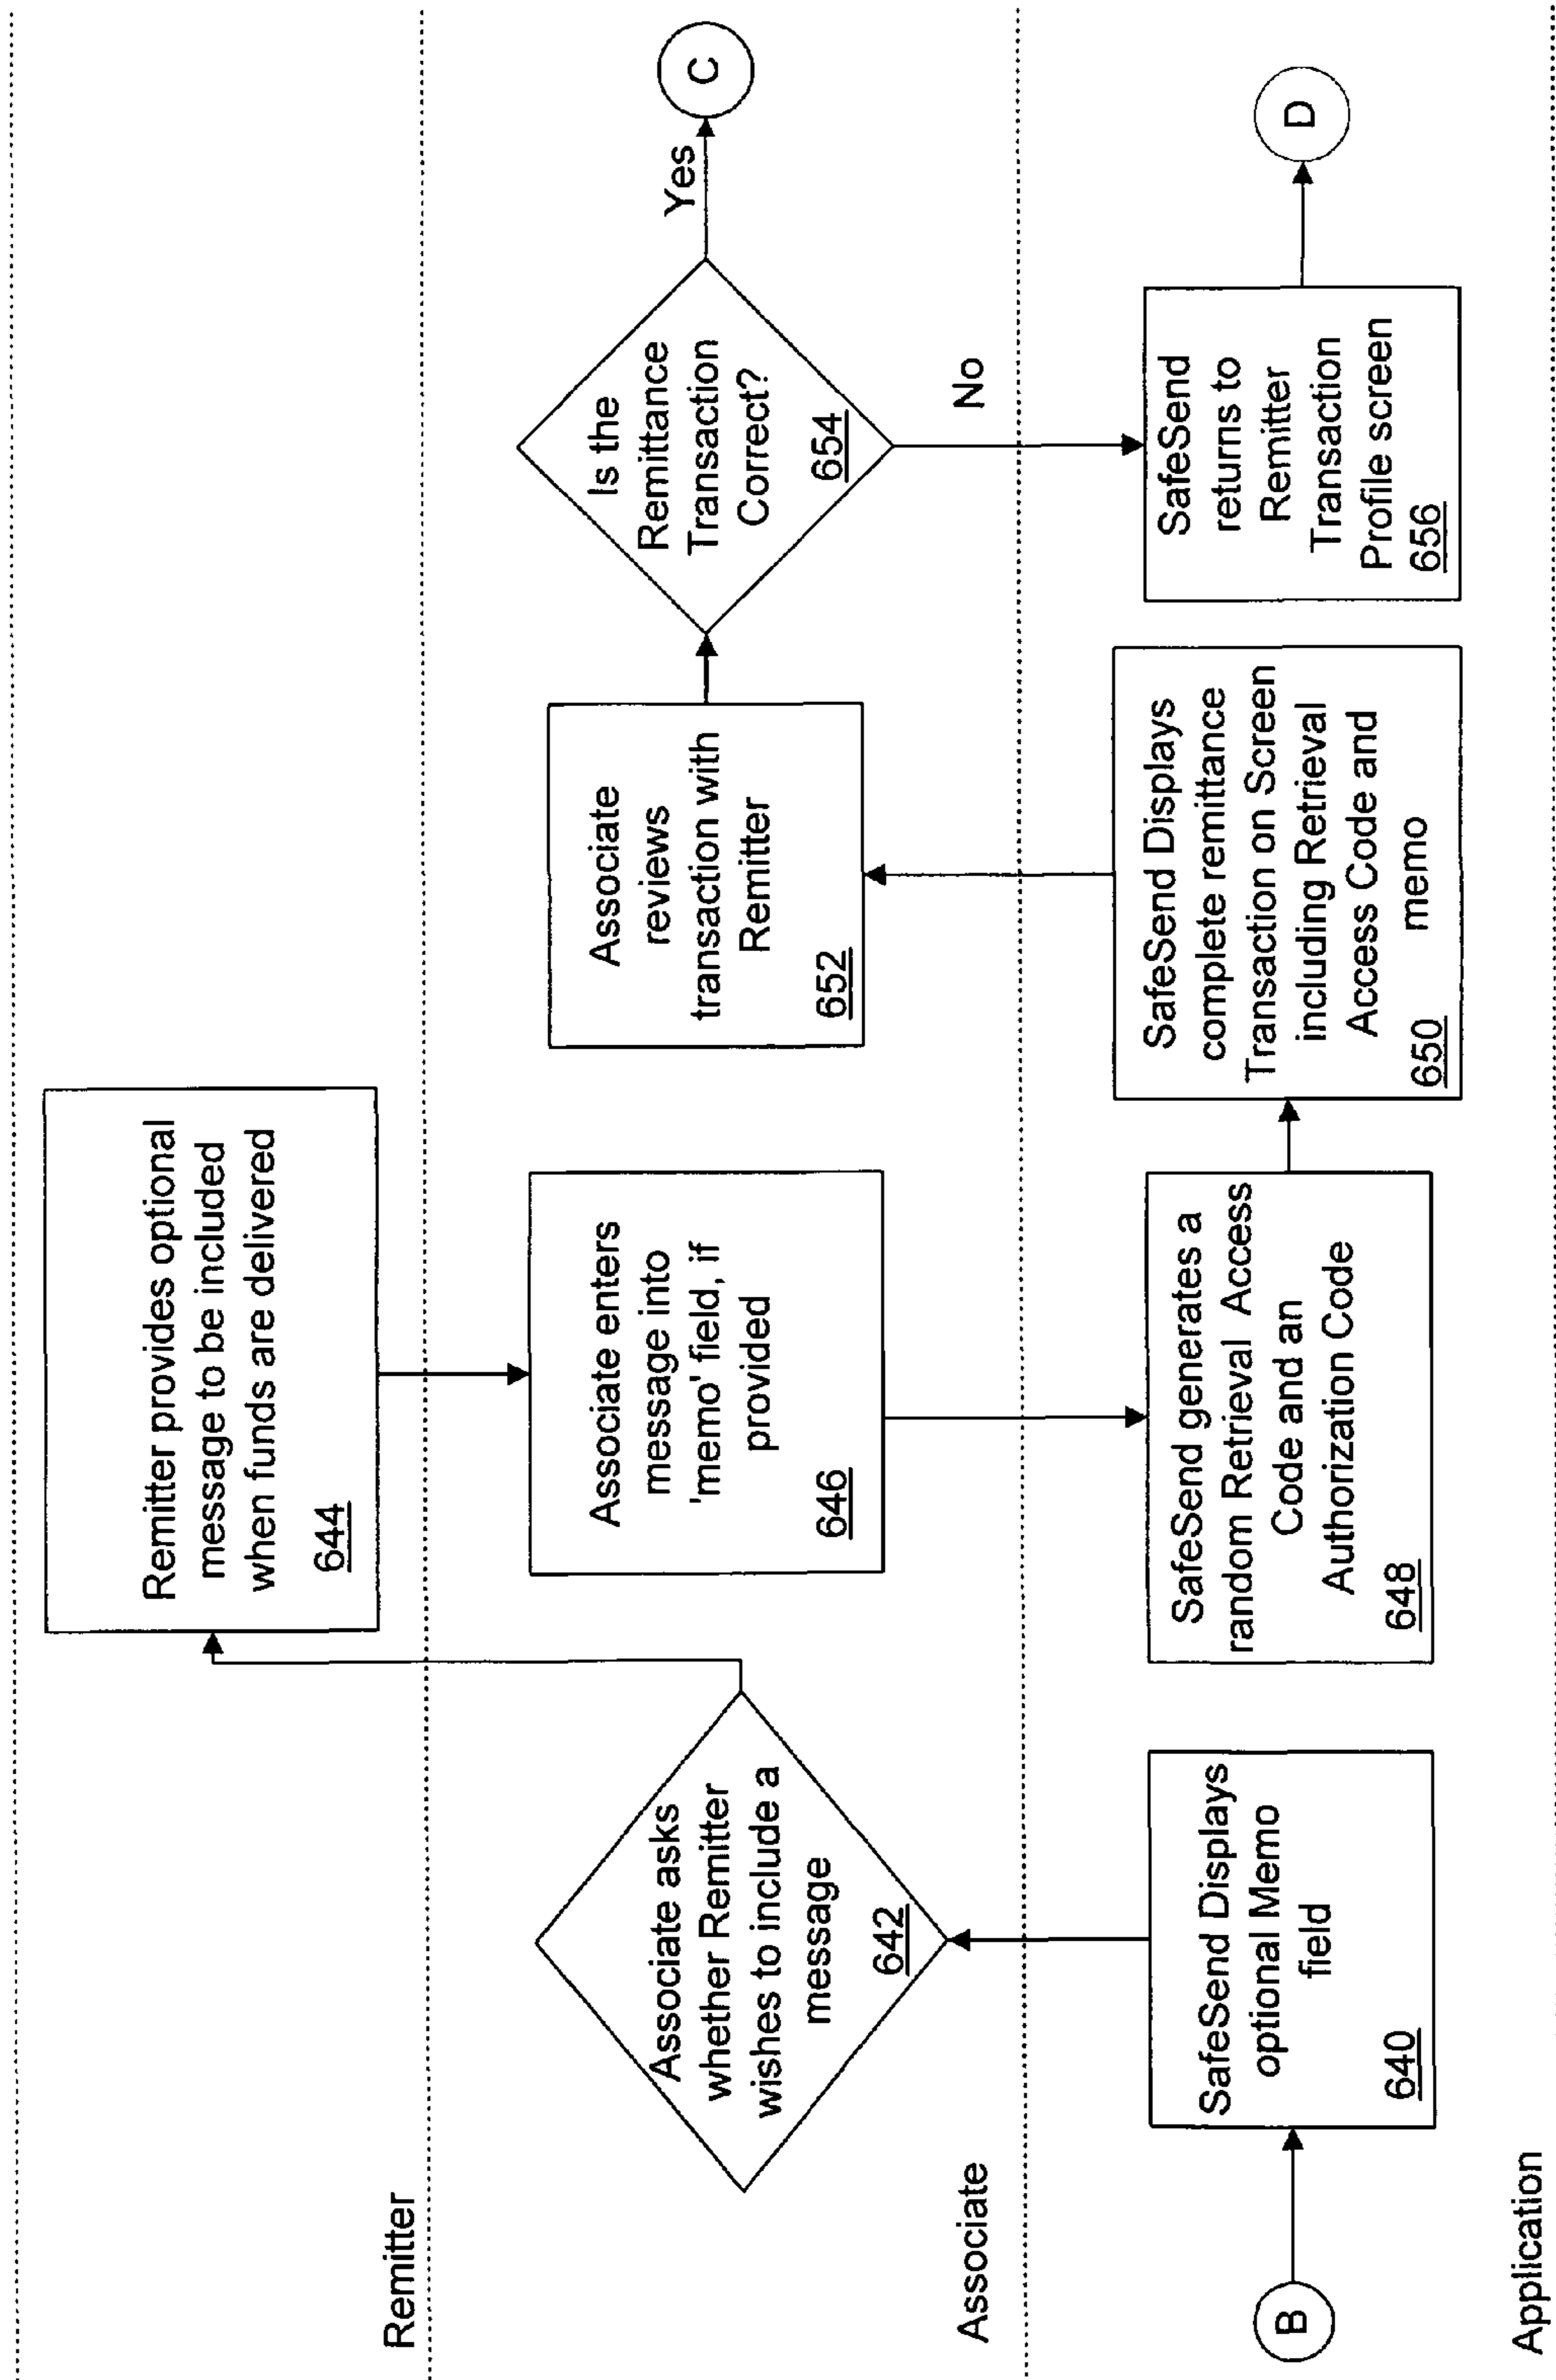 Remitter provides optional
message to be included
when funds are delivered
644
Remitter
Associate asks
whether Remitter
wishes to include a
message
642
Associate enters
message into
'memo' field, if
provided
646
Associate
reviews
transaction with
Remitter
652
Is the
Remittance
Transaction
Correct?
654
Yes
C
No
Associate
B
SafeSend Displays
optional Memo
field
640
SafeSend generates a
random Retrieval Access
Code and an
Authorization Code
648
SafeSend Displays
complete remittance
Transaction on Screen
including Retrieval
Access Code and
memo
650
SafeSend
returns to
Remitter
Transaction
Profile screen
656
D
Application